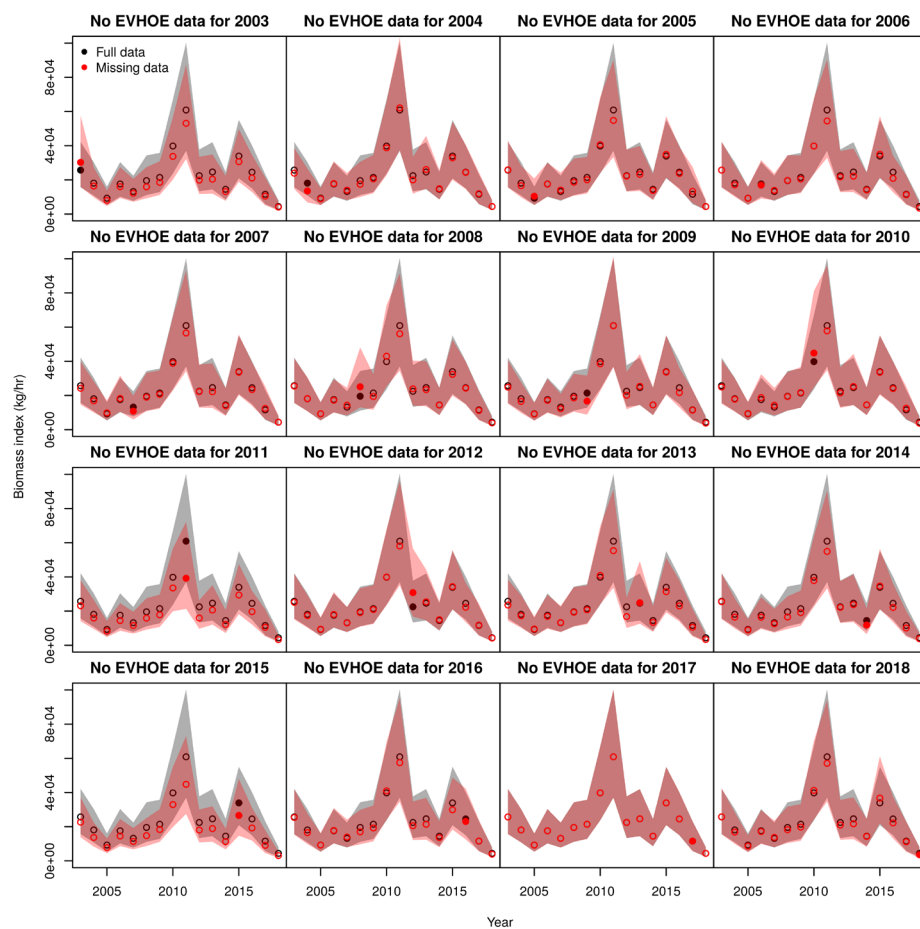 No EVHOE data for 2003 No EVHOE data for 2004 No EVHOE data for 2005 No EVHOE data for 2006
Full data
Missing data
8e+04
4e+04
0e+00
No EVHOE data for 2007 No EVHOE data for 2008 No EVHOE data for 2009 No EVHOE data for 2010
8e+04
4e+04
0e+00
Biomass index (kg/hr)
No EVHOE data for 2011 No EVHOE data for 2012 No EVHOE data for 2013 No EVHOE data for 2014
8e+04
4e+04
0e+00
No EVHOE data for 2015 No EVHOE data for 2016 No EVHOE data for 2017 No EVHOE data for 2018
8e+04
4e+04
0e+00
2005 2010 2015 2005 2010 2015 2005 2010 2015 2005 2010 2015
Year